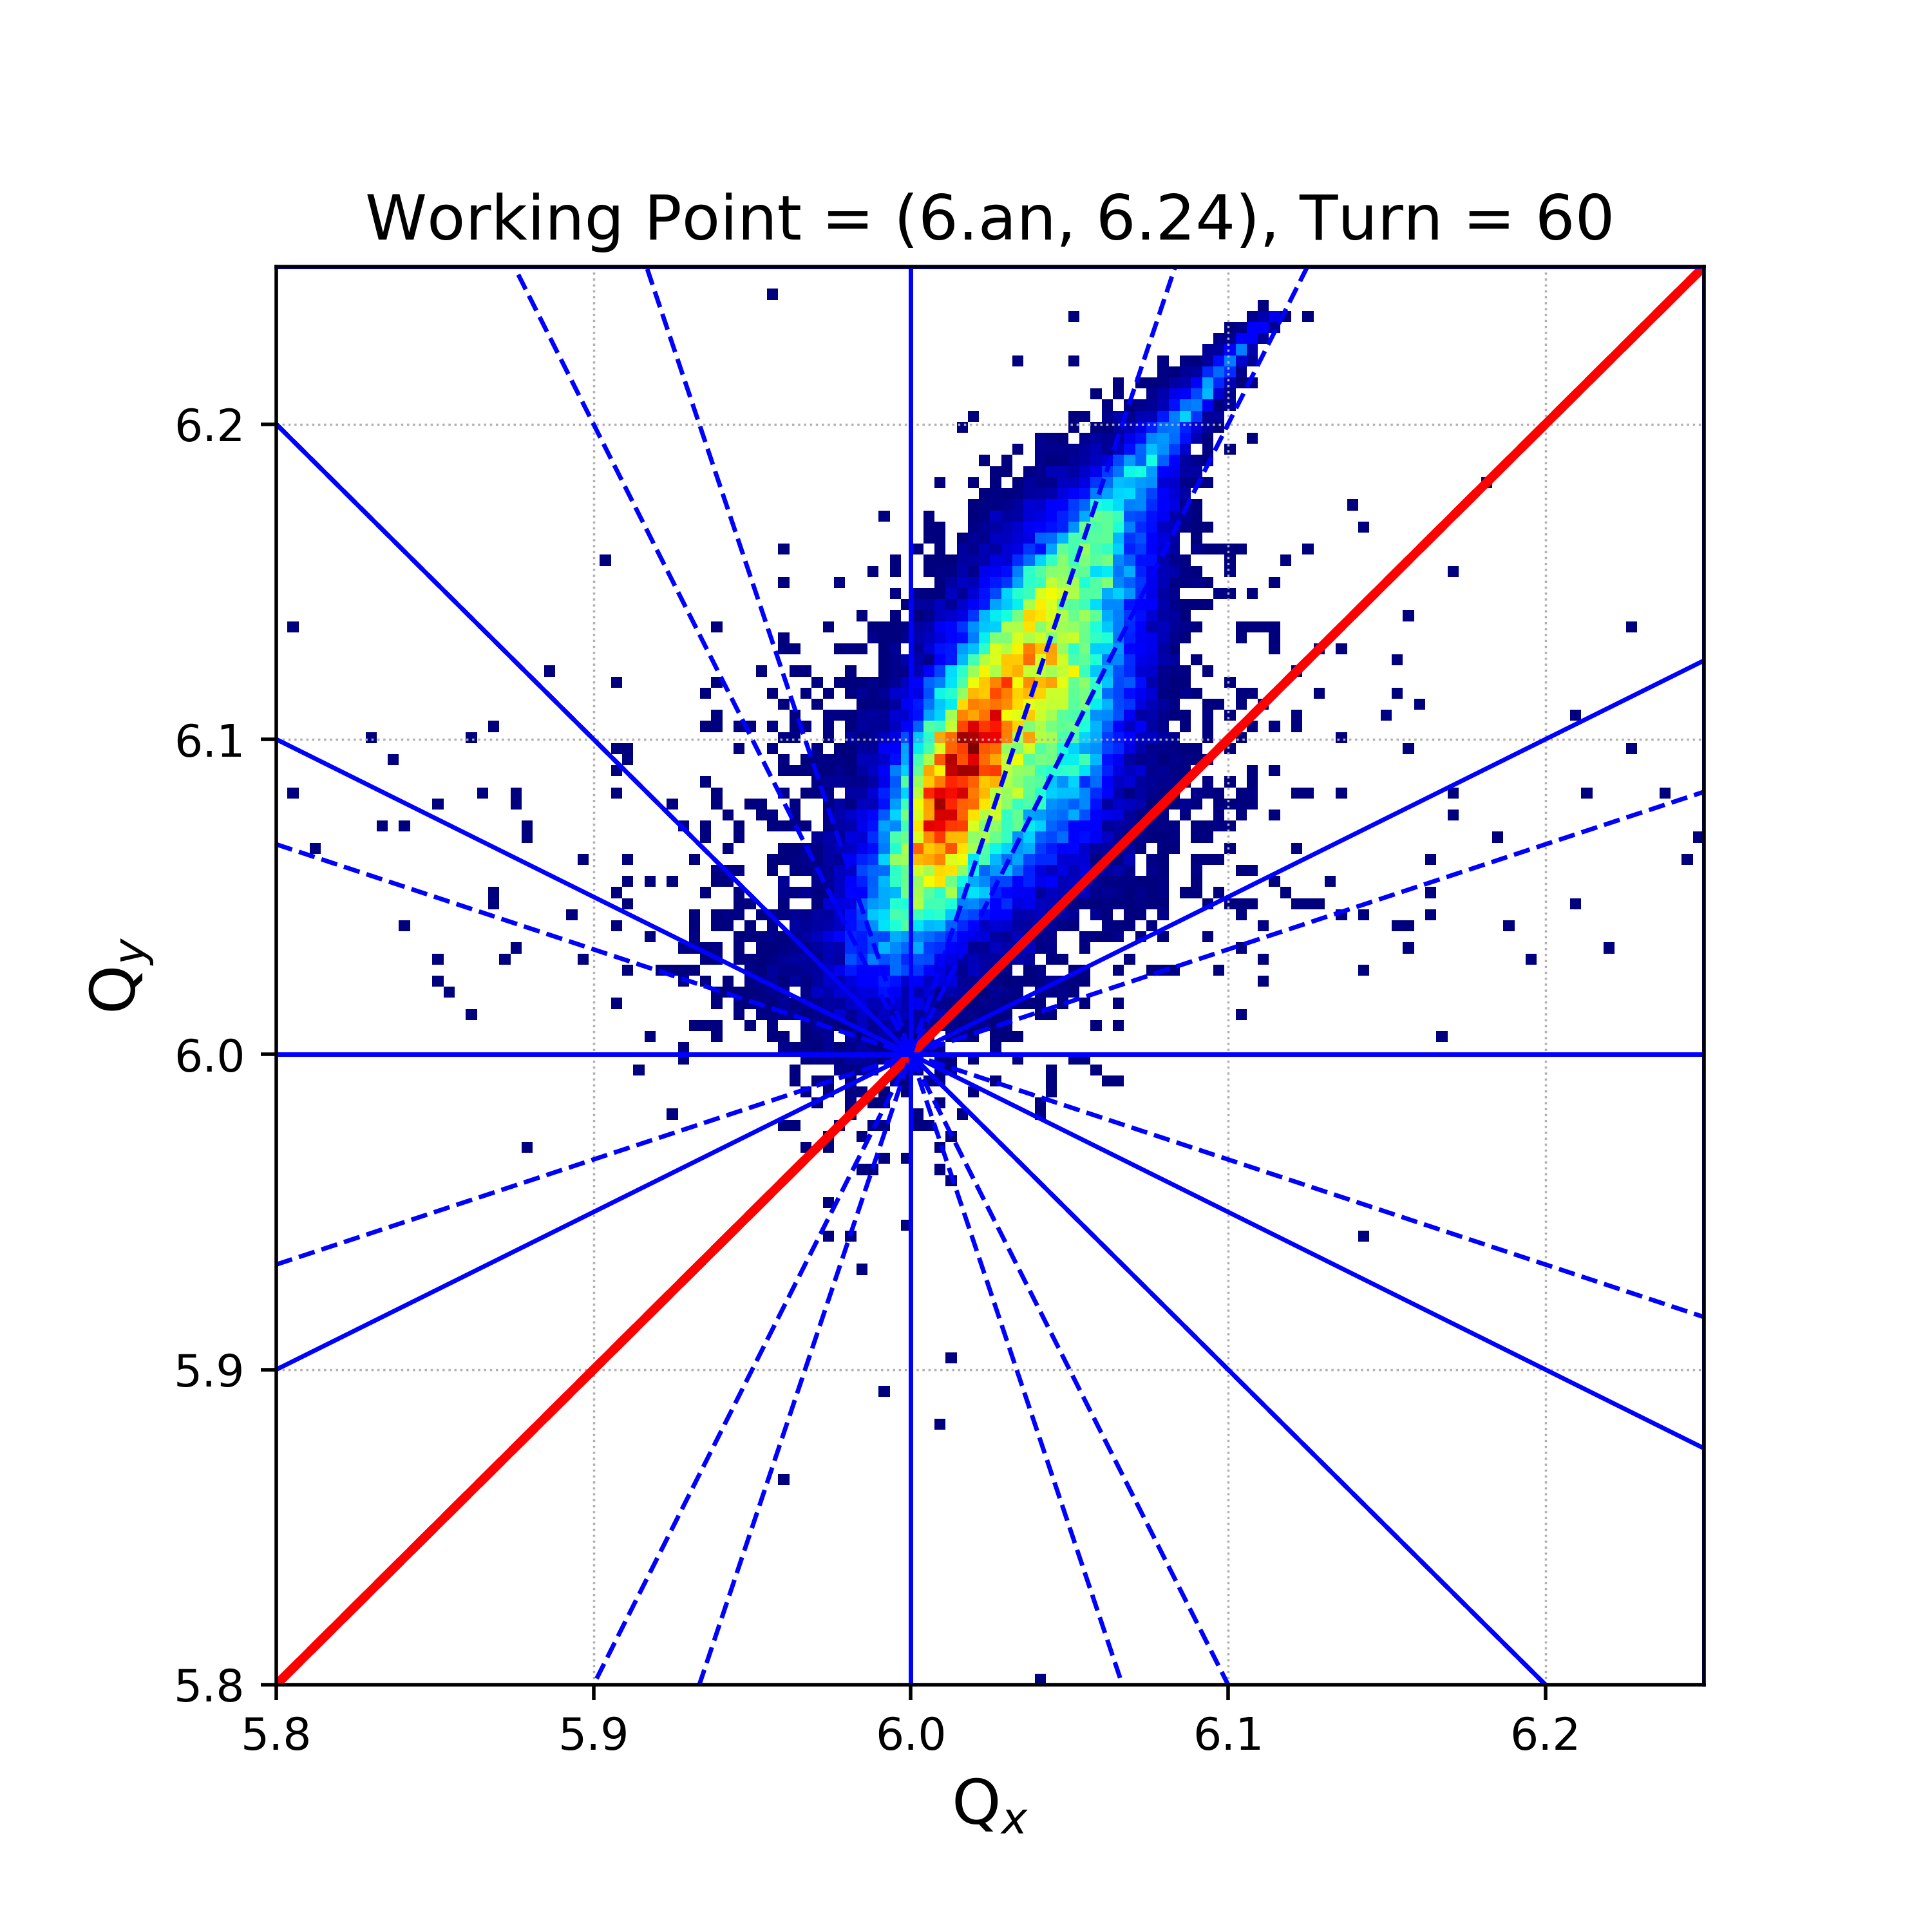 Working Point = (6.an, 6.24), Turn = 60
6.2
6.1
6.0
5.9
5.8
Qy
5.8 5.9 6.0 6.1 6.2
Qx